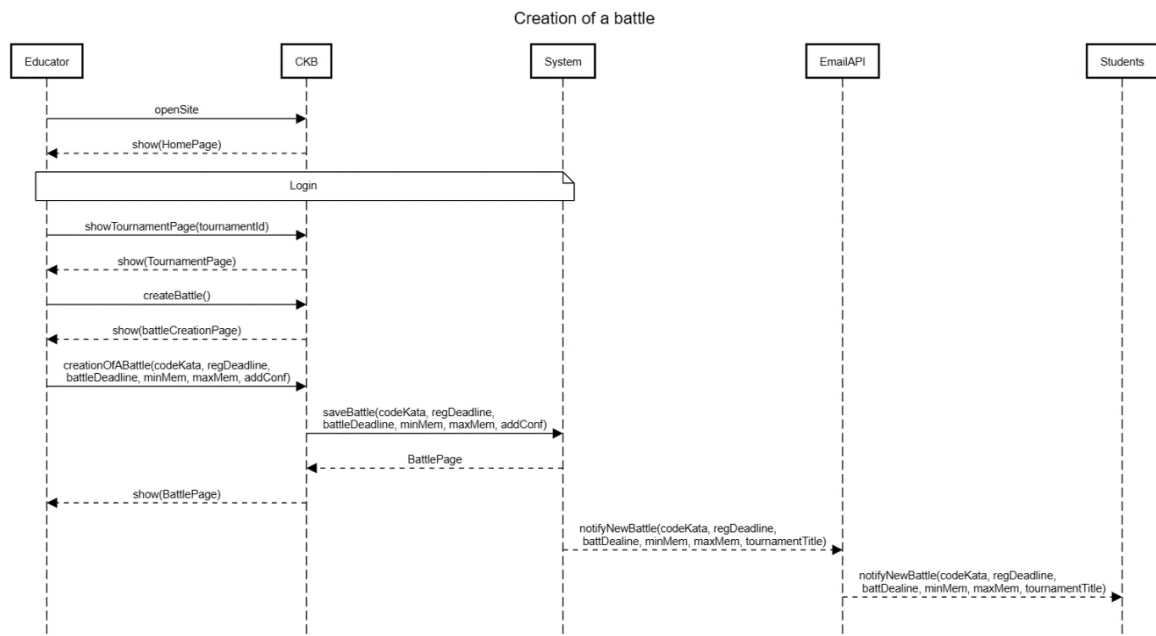 Creation of a battle
Educator
CKB
System
EmailAPI
Students
openSite
show(HomePage)
Login
showTournamentPage(tournamentId)
show(TournamentPage)
createBattle()
show(battleCreationPage)
creationOfABattle(codeKata, regDeadline,
battleDeadline, minMem, maxMem, addConf)
saveBattle(codeKata, regDeadline,
battleDeadline, minMem, maxMem, addConf)
BattlePage
show(BattlePage)
notifyNewBattle(codeKata, regDeadline,
battDealine, minMem, maxMem, tournamentTitle)
notifyNewBattle(codeKata, regDeadline,
battDealine, minMem, maxMem, tournamentTitle)